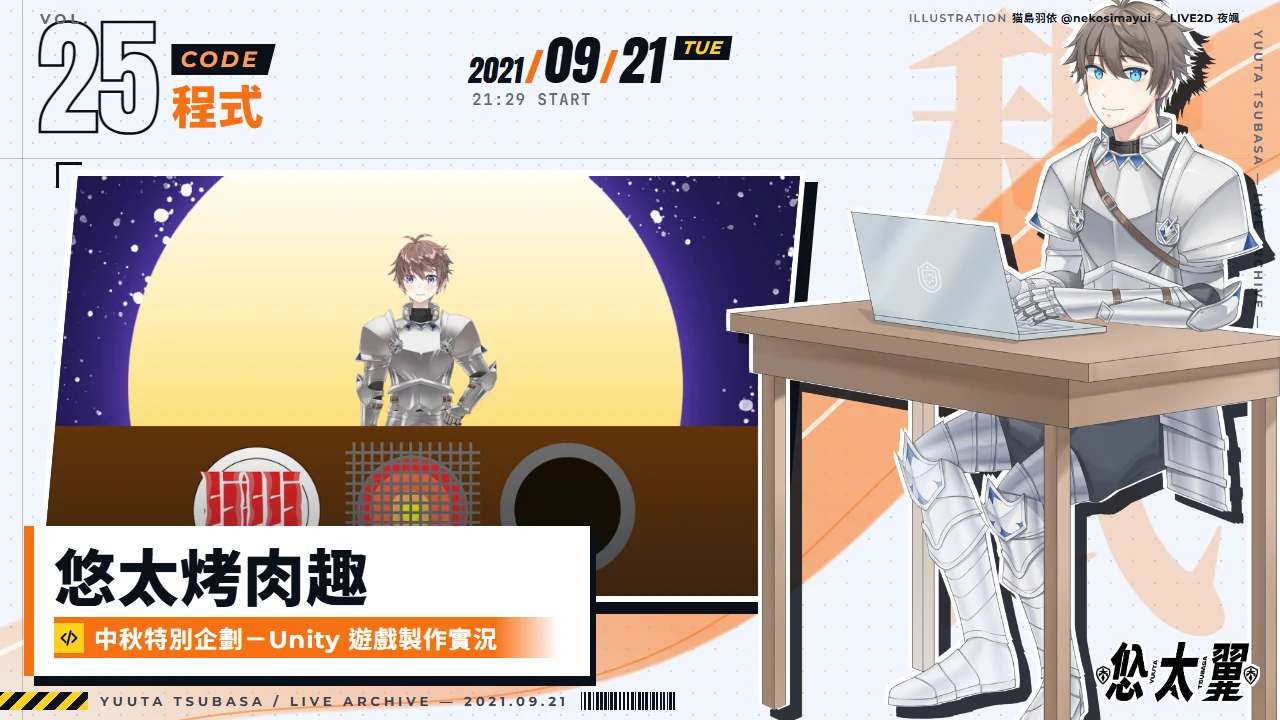 VOL.
25
CODE
程式
2021/09/21 TUE
21:29 START
ILLUSTRATION 猫島羽依 @nekosimayui / LIVE2D 夜颯
悠太烤肉趣
</> 中秋特別企劃－Unity 遊戲製作實況
YUUTA TSUBASA / LIVE ARCHIVE — 2021.09.21
悠太翼
YUUTA
TSUBASA